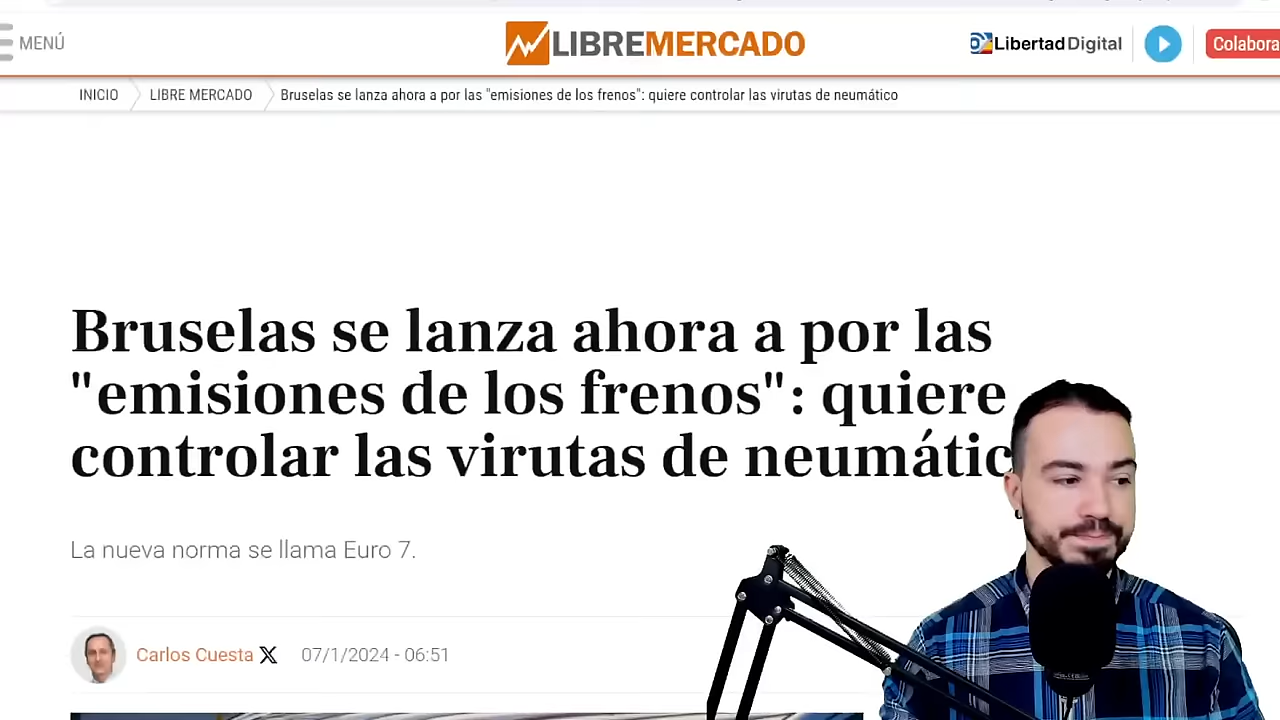 MENÚ
LIBREMERCADO
LibertadDigital
Colabora
INICIO
LIBRE MERCADO
Bruselas se lanza ahora a por las "emisiones de los frenos": quiere controlar las virutas de neumático
Bruselas se lanza ahora a por las
"emisiones de los frenos": quiere
controlar las virutas de neumátic
La nueva norma se llama Euro 7.
Carlos Cuesta
07/1/2024 - 06:51